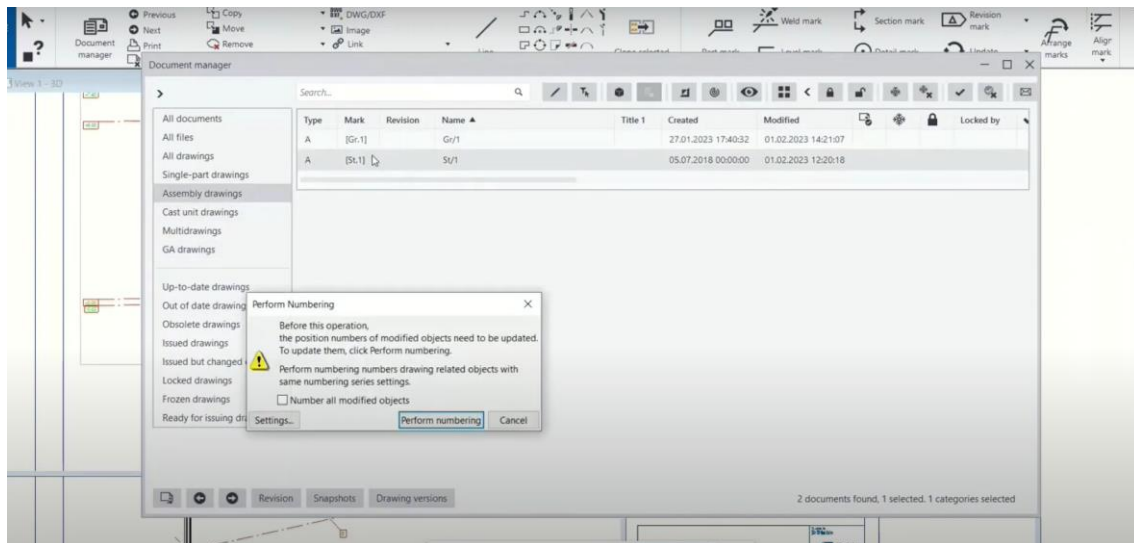 Previous
Next
Print
Document
manager
Copy
Move
Remove
DWG/DXF
Image
Link
Line
Weld mark
Section mark
Revision
mark
Update
Arrange
marks
Align
mark
View 1 - 3D
Document manager
Search...
All documents
All files
All drawings
Single-part drawings
Assembly drawings
Cast unit drawings
Multidrawings
GA drawings
Up-to-date drawings
Out of date drawing
Obsolete drawings
Issued drawings
Issued but changed
Locked drawings
Frozen drawings
Ready for issuing dra
Type Mark Revision Name Title 1 Created Modified Locked by
A [Gr.1] Gr/1 27.01.2023 17:40:32 01.02.2023 14:21:07
A [St.1] St/1 05.07.2018 00:00:00 01.02.2023 12:20:18
Perform Numbering
Before this operation,
the position numbers of modified objects need to be updated.
To update them, click Perform numbering.
Perform numbering numbers drawing related objects with
same numbering series settings.
Number all modified objects
Settings...
Perform numbering
Cancel
Revision
Snapshots
Drawing versions
2 documents found, 1 selected. 1 categories selected